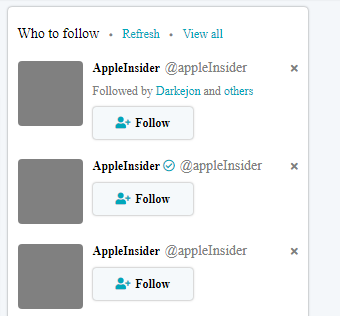 Who to follow • Refresh • View all
AppleInsider @appleInsider ×
Followed by Darkejon and others
Follow
AppleInsider @appleInsider ×
Follow
AppleInsider @appleInsider ×
Follow